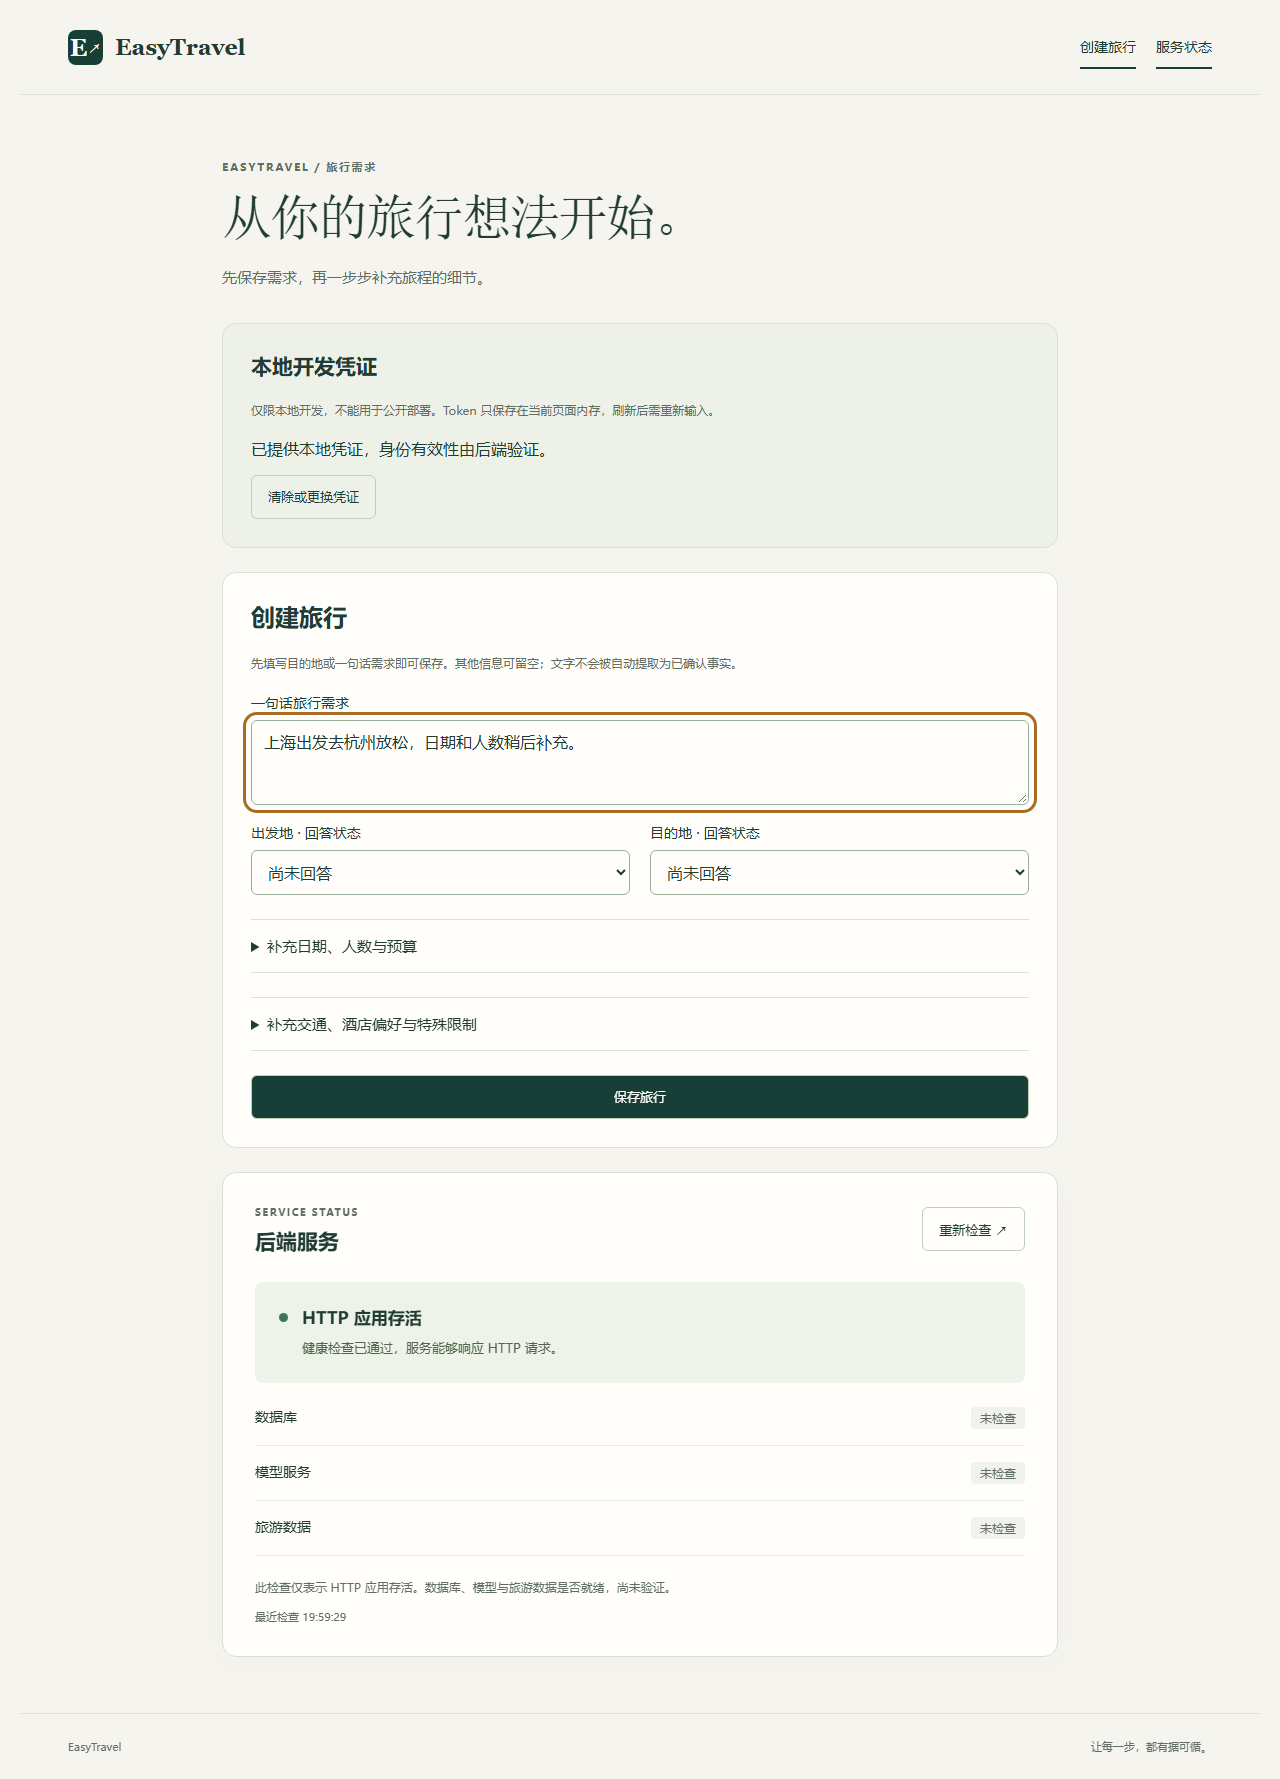 E↗ EasyTravel
创建旅行 服务状态
EASYTRAVEL / 旅行需求
从你的旅行想法开始。
先保存需求，再一步步补充旅程的细节。
本地开发凭证
仅限本地开发，不能用于公开部署。Token 只保存在当前页面内存，刷新后需重新输入。
已提供本地凭证，身份有效性由后端验证。
清除或更换凭证
创建旅行
先填写目的地或一句话需求即可保存。其他信息可留空；文字不会被自动提取为已确认事实。
一句话旅行需求
上海出发去杭州放松，日期和人数稍后补充。
出发地 · 回答状态
尚未回答
目的地 · 回答状态
尚未回答
补充日期、人数与预算
补充交通、酒店偏好与特殊限制
保存旅行
SERVICE STATUS
后端服务
重新检查 ↗
HTTP 应用存活
健康检查已通过，服务能够响应 HTTP 请求。
数据库 未检查
模型服务 未检查
旅游数据 未检查
此检查仅表示 HTTP 应用存活。数据库、模型与旅游数据是否就绪，尚未验证。
最近检查 19:59:29
EasyTravel
让每一步，都有据可循。